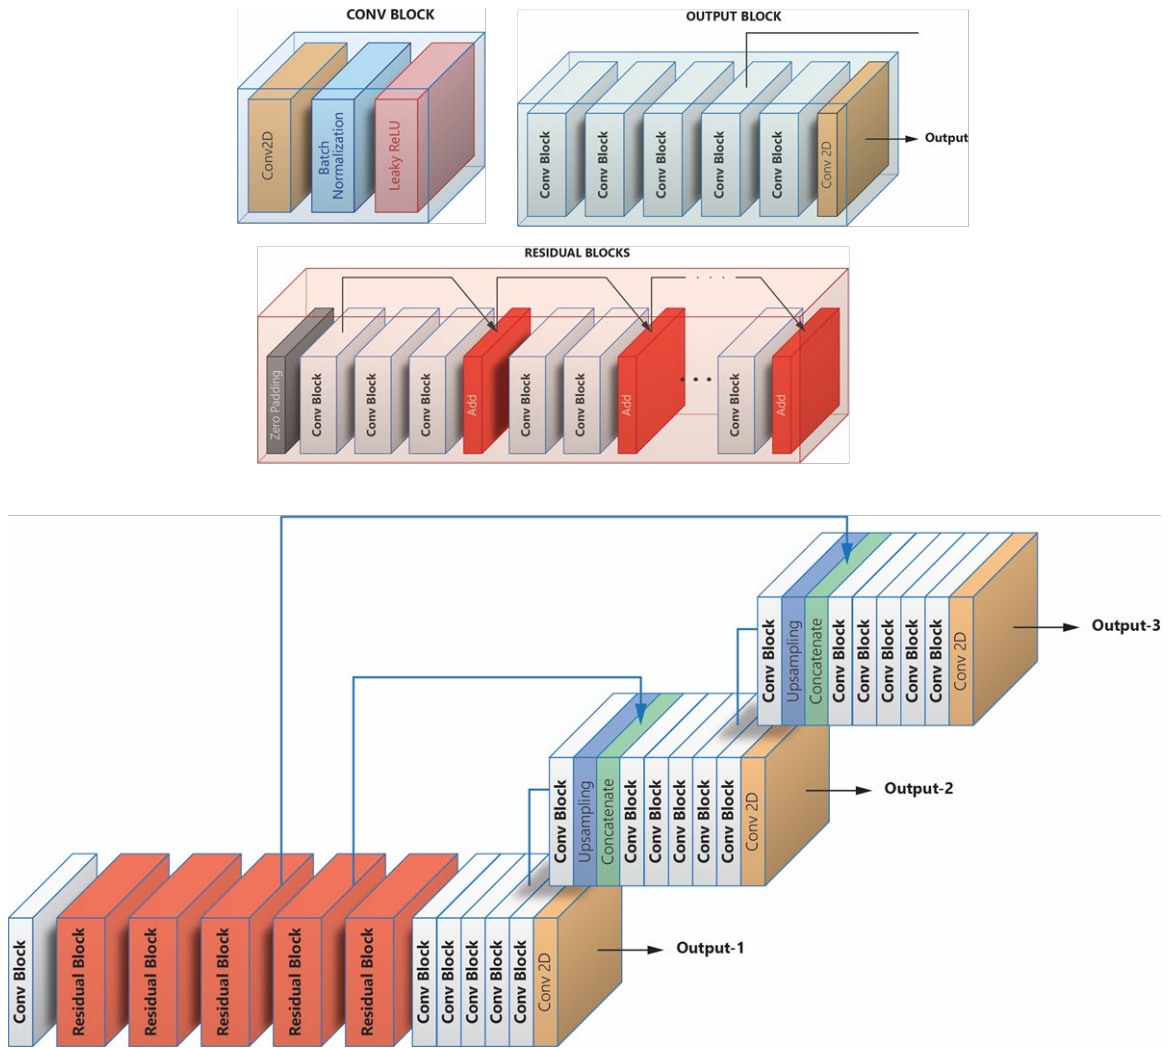 CONV BLOCK
Conv2D
Batch
Normalization
Leaky ReLU
OUTPUT BLOCK
Conv Block
Conv Block
Conv Block
Conv Block
Conv Block
Conv 2D
Output
RESIDUAL BLOCKS
Zero Padding
Conv Block
Conv Block
Conv Block
Add
Conv Block
Conv Block
Add
. . .
Conv Block
Add
Conv Block
Upsampling
Concatenate
Conv Block
Conv Block
Conv Block
Conv Block
Conv Block
Conv 2D
Output-3
Conv Block
Upsampling
Concatenate
Conv Block
Conv Block
Conv Block
Conv Block
Conv Block
Conv 2D
Output-2
Conv Block
Residual Block
Residual Block
Residual Block
Residual Block
Residual Block
Conv Block
Conv Block
Conv Block
Conv Block
Conv Block
Conv 2D
Output-1